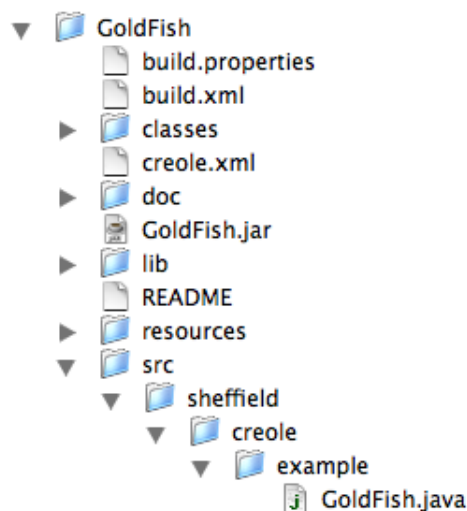 GoldFish
build.properties
build.xml
classes
creole.xml
doc
GoldFish.jar
lib
README
resources
src
sheffield
creole
example
GoldFish.java